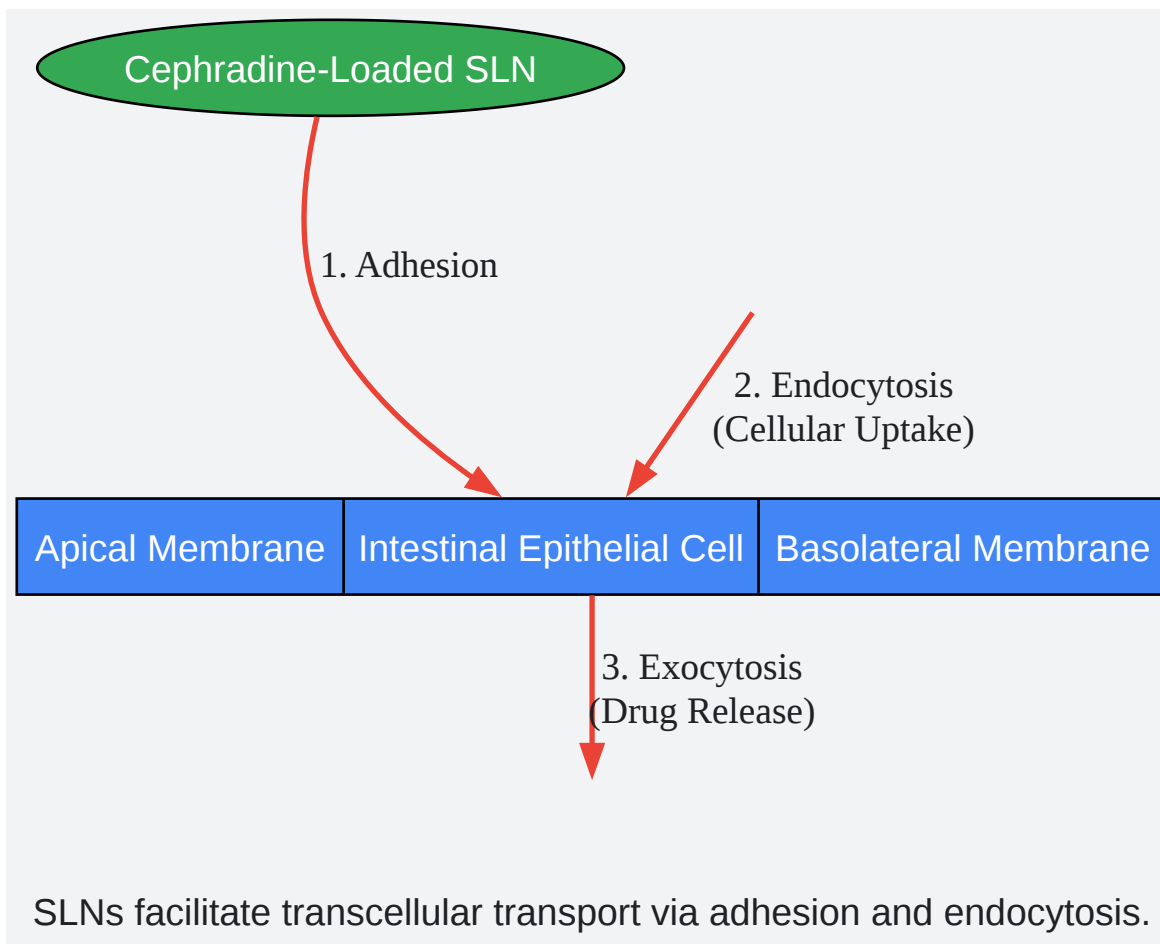 Cephradine-Loaded SLN
1. Adhesion
2. Endocytosis
(Cellular Uptake)
Apical Membrane
Intestinal Epithelial Cell
Basolateral Membrane
3. Exocytosis
(Drug Release)
SLNs facilitate transcellular transport via adhesion and endocytosis.